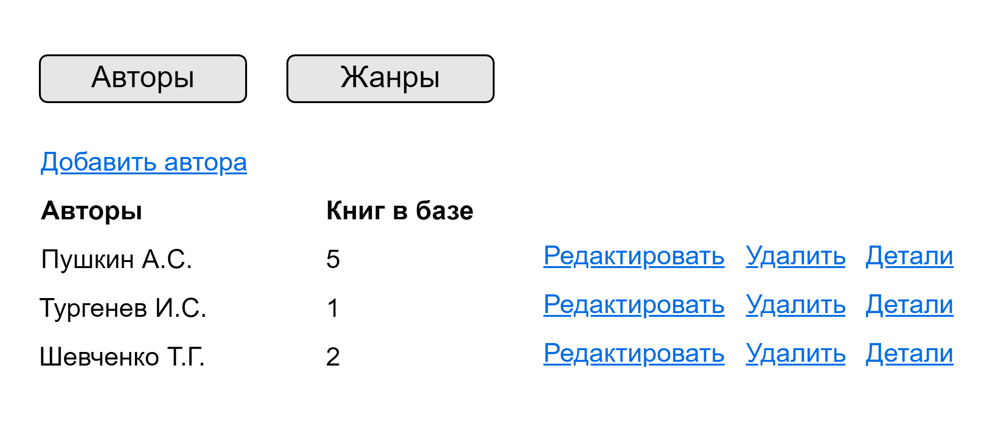 Авторы Жанры
Добавить автора
Авторы Книг в базе
Пушкин А.С. 5 Редактировать Удалить Детали
Тургенев И.С. 1 Редактировать Удалить Детали
Шевченко Т.Г. 2 Редактировать Удалить Детали